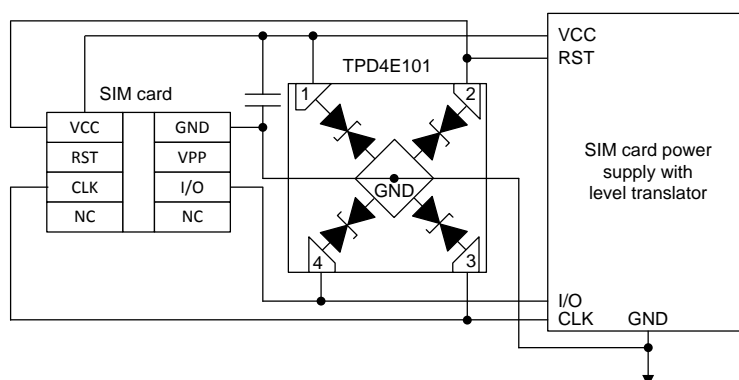 VCC
RST
TPD4E101
SIM card
1
2
VCC
GND
RST
VPP
CLK
I/O
NC
NC
GND
SIM card power
supply with
level translator
4
3
I/O
CLK
GND